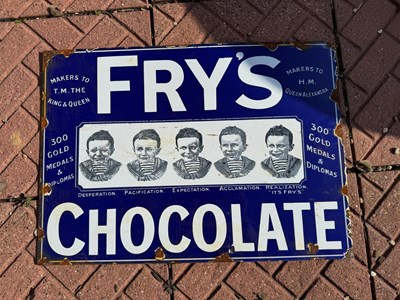 FRY'S
MAKERS TO
T.M. THE
KING & QUEEN
MAKERS TO
H.M.
QUEEN ALEXANDRA
300
GOLD
MEDALS
&
DIPLOMAS
300
GOLD
MEDALS
&
DIPLOMAS
DESPERATION. PACIFICATION. EXPECTATION. ACCLAMATION. REALIZATION.
"IT'S FRY'S"
CHOCOLATE